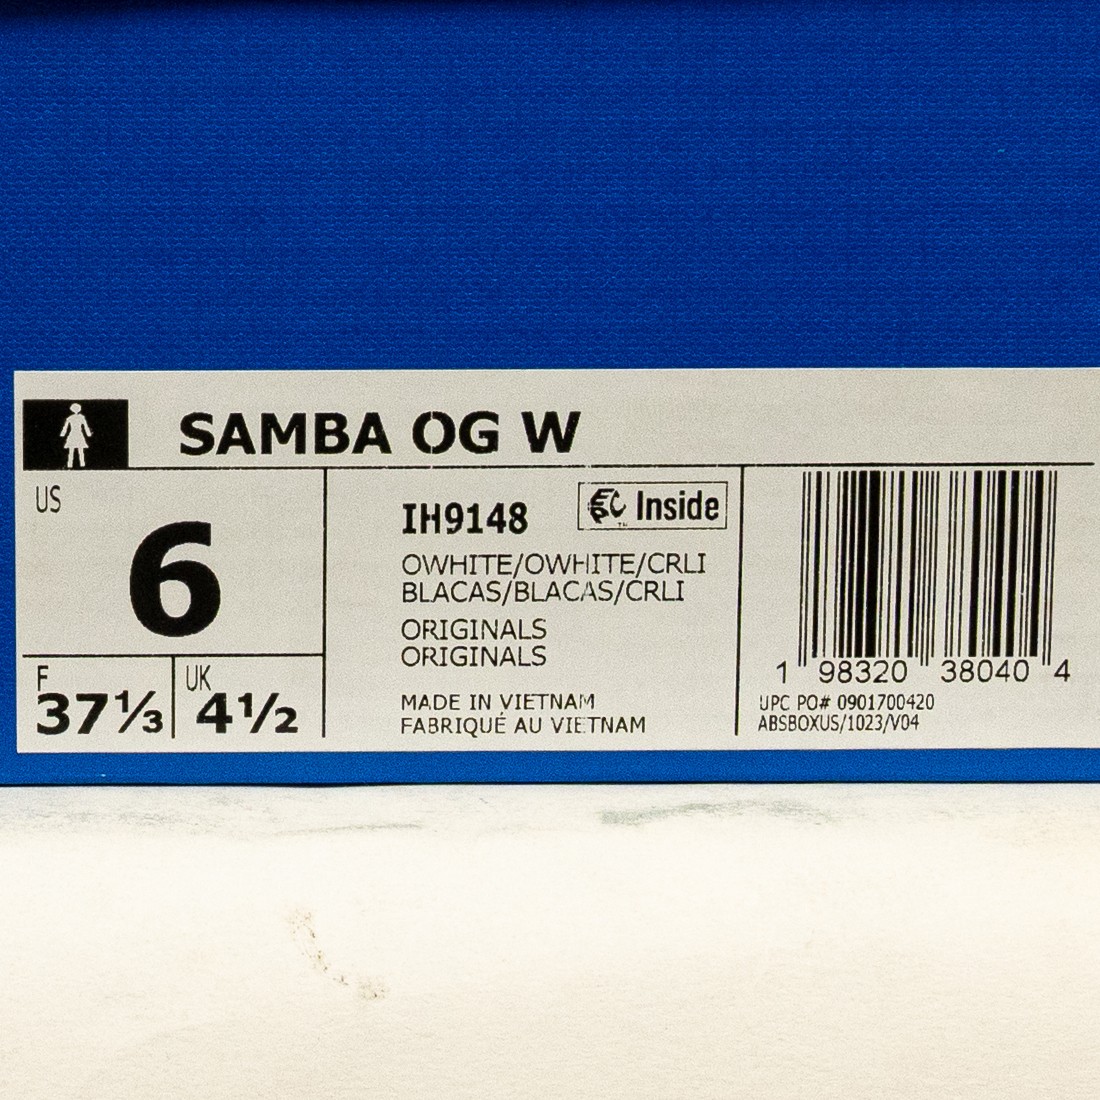 SAMBA OG W
US
6
F
37⅓
UK
4½
IH9148
Inside
™
OWHITE/OWHITE/CRLI
BLACAS/BLACAS/CRLI
ORIGINALS
ORIGINALS
MADE IN VIETNAM
FABRIQUÉ AU VIETNAM
1 98320 38040 4
UPC PO# 0901700420
ABSBOXUS/1023/V04